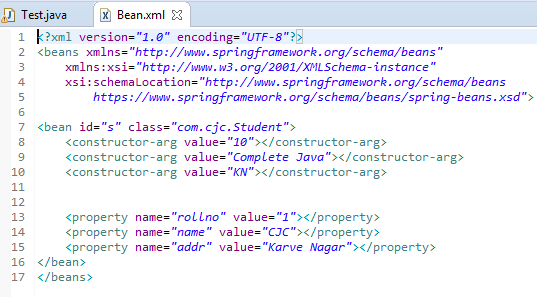 Test.java Bean.xml
1 <?xml version="1.0" encoding="UTF-8"?>
2 <beans xmlns="http://www.springframework.org/schema/beans"
3 xmlns:xsi="http://www.w3.org/2001/XMLSchema-instance"
4 xsi:schemaLocation="http://www.springframework.org/schema/beans
5 https://www.springframework.org/schema/beans/spring-beans.xsd">
6
7 <bean id="s" class="com.cjc.Student">
8 <constructor-arg value="10"></constructor-arg>
9 <constructor-arg value="Complete Java"></constructor-arg>
10 <constructor-arg value="KN"></constructor-arg>
11
12
13 <property name="rollno" value="1"></property>
14 <property name="name" value="CJC"></property>
15 <property name="addr" value="Karve Nagar"></property>
16 </bean>
17 </beans>